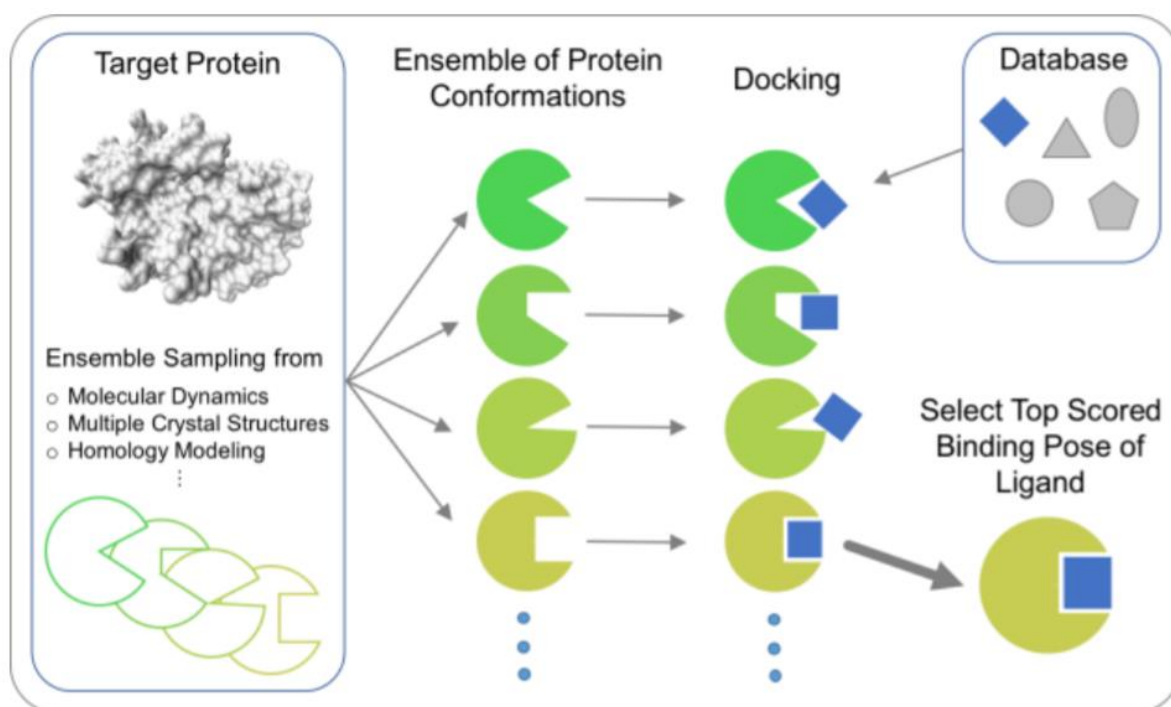 Target Protein
Ensemble Sampling from
Molecular Dynamics
Multiple Crystal Structures
Homology Modeling
Ensemble of Protein
Conformations
Docking
Database
Select Top Scored
Binding Pose of
Ligand